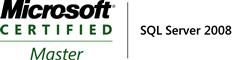 Microsoft
CERTIFIED
Master
SQL Server 2008